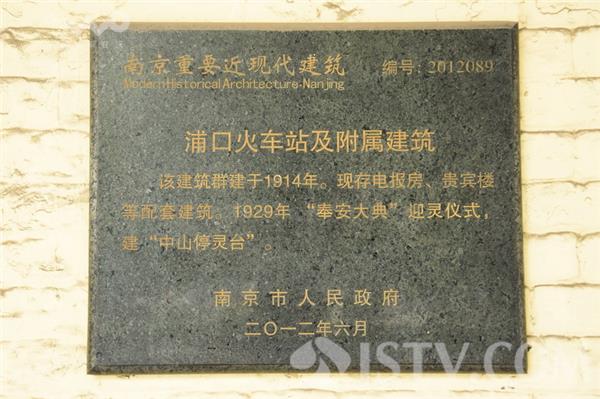 南京重要近现代建筑 编号:2012089
Modern Historical Architecture·Nanjing
浦口火车站及附属建筑
该建筑群建于1914年。现存电报房、贵宾楼
等配套建筑。1929年“奉安大典”迎灵仪式，
建“中山停灵台”。
南京市人民政府
二〇一二年六月
JSTV.COM